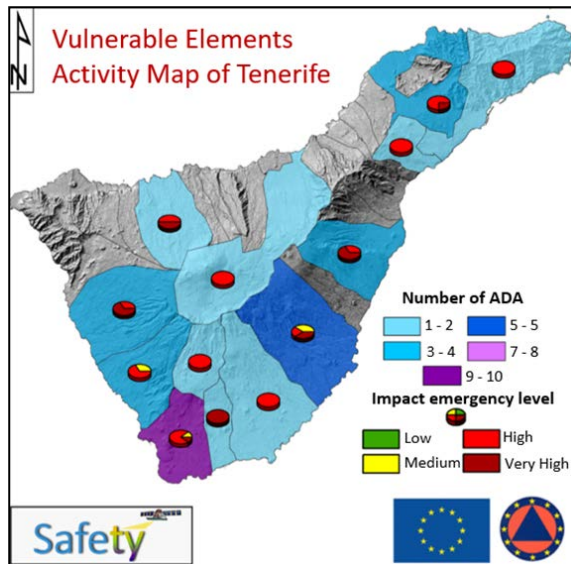 N
Vulnerable Elements
Activity Map of Tenerife
Number of ADA
1 - 2
5 - 5
3 - 4
7 - 8
9 - 10
Impact emergency level
Low
High
Medium
Very High
Safety